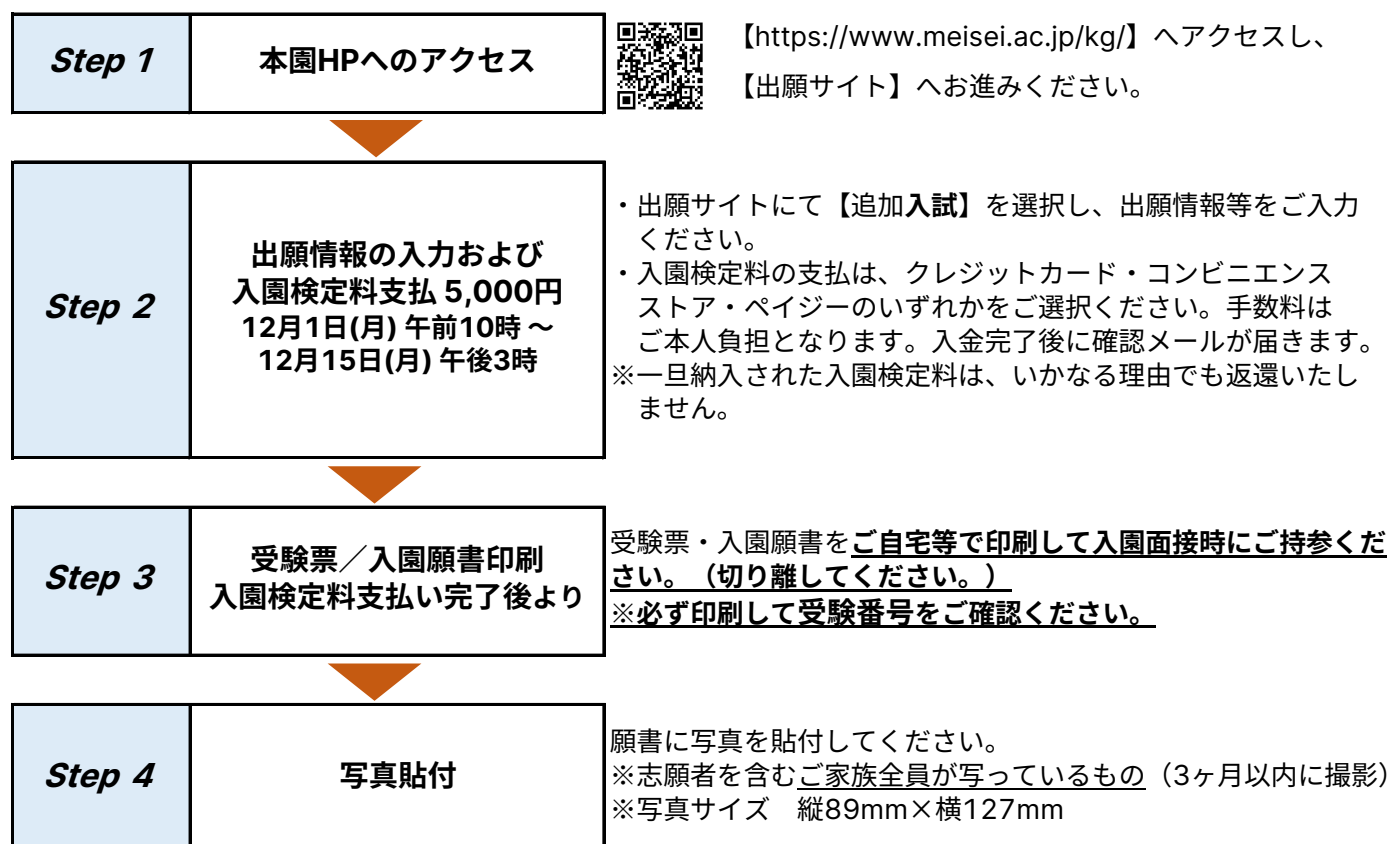 Step 1
本園HPへのアクセス
【https://www.meisei.ac.jp/kg/】へアクセスし、
【出願サイト】へお進みください。
Step 2
出願情報の入力および
入園検定料支払 5,000円
12月1日(月) 午前10時 ～
12月15日(月) 午後3時
・出願サイトにて【追加入試】を選択し、出願情報等をご入力
ください。
・入園検定料の支払は、クレジットカード・コンビニエンス
ストア・ペイジーのいずれかをご選択ください。手数料は
ご本人負担となります。入金完了後に確認メールが届きます。
※一旦納入された入園検定料は、いかなる理由でも返還いたし
ません。
Step 3
受験票／入園願書印刷
入園検定料支払い完了後より
受験票・入園願書をご自宅等で印刷して入園面接時にご持参くだ
さい。（切り離してください。）
※必ず印刷して受験番号をご確認ください。
Step 4
写真貼付
願書に写真を貼付してください。
※志願者を含むご家族全員が写っているもの（3ヶ月以内に撮影）
※写真サイズ　縦89mm×横127mm